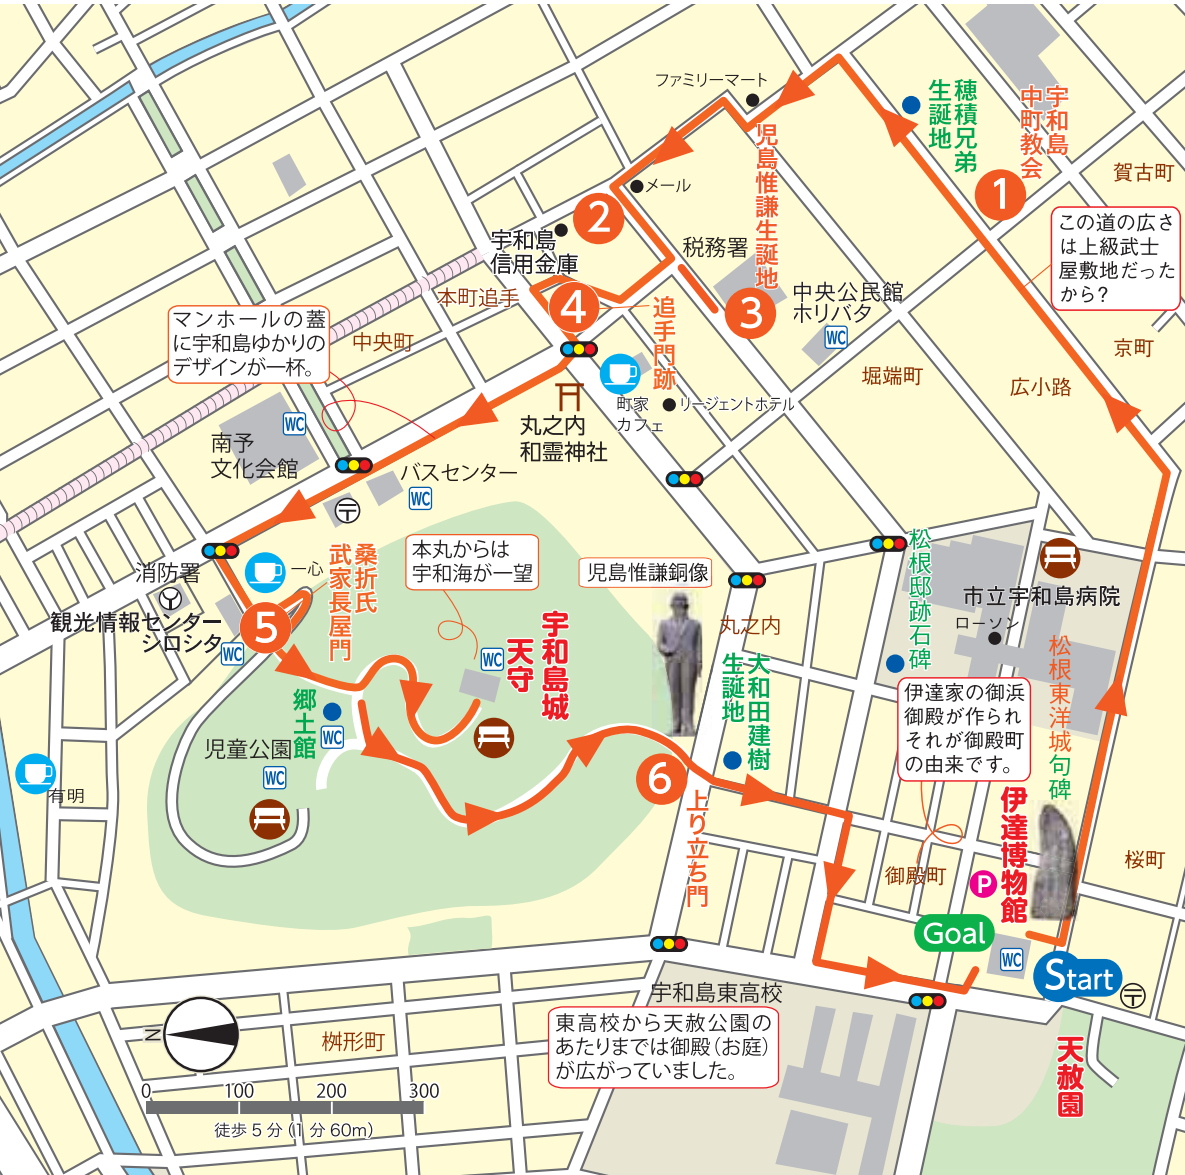 ファミリーマート
穂積兄弟
生誕地
宇和島
中町教会
賀古町
1
この道の広さ
は上級武士
屋敷地だった
から？
児島惟謙生誕地
メール
2
宇和島
信用金庫
税務署
本町追手
4
追手門跡
3
中央公民館
ホリバタ
WC
マンホールの蓋
に宇和島ゆかりの
デザインが一杯。
中央町
京町
堀端町
広小路
町家
カフェ
リージェントホテル
丸之内
和霊神社
WC
南予
文化会館
バスセンター
WC
〒
消防署
一心
桑折氏
武家長屋門
本丸からは
宇和海が一望
児島惟謙銅像
松根邸跡石碑
市立宇和島病院
ローソン
観光情報センター
シロシタ
WC
5
宇和島城
天守
WC
丸之内
大和田建樹
生誕地
松根東洋城句碑
伊達家の御浜
御殿が作られ
それが御殿町
の由来です。
郷土館
WC
児童公園
WC
有明
6
上り立ち門
伊達博物館
御殿町
P
桜町
Goal
WC
Start
〒
宇和島東高校
東高校から天赦公園の
あたりまでは御殿（お庭）
が広がっていました。
天赦園
桝形町
N
0 100 200 300
徒歩5分（1分60m）